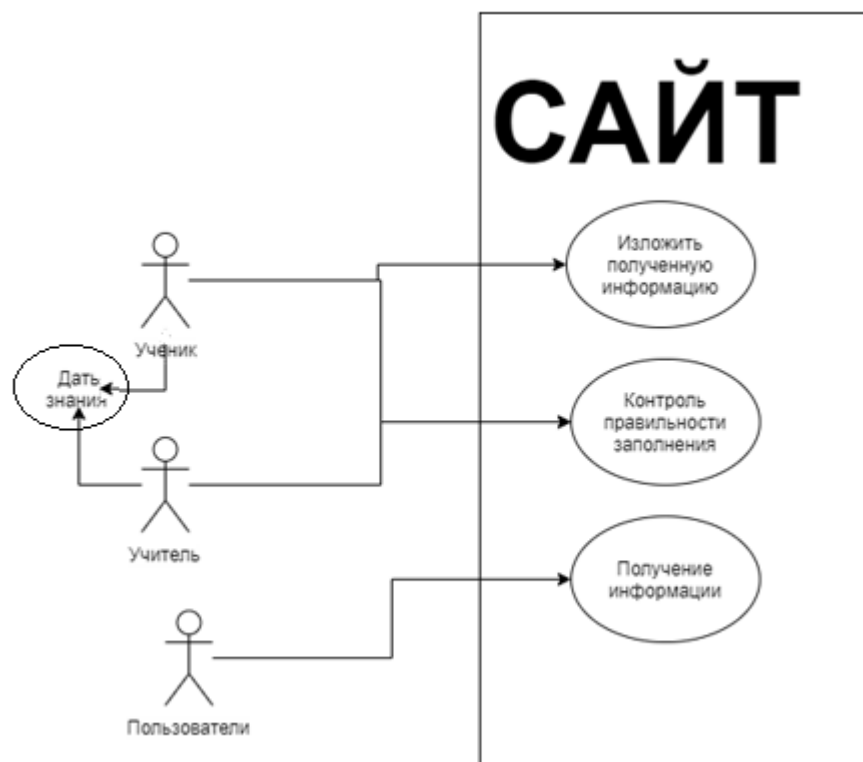 САЙТ
Изложить
полученную
информацию
Ученик
Дать
знания
Контроль
правильности
заполнения
Учитель
Получение
информации
Пользователи